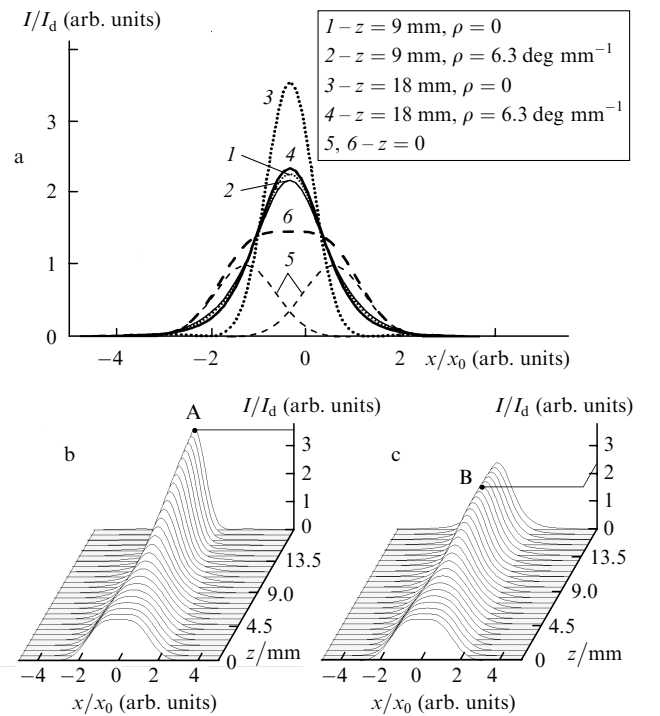 I/I_d (arb. units)
1 – z = 9 mm, ρ = 0
2 – z = 9 mm, ρ = 6.3 deg mm⁻¹
3 – z = 18 mm, ρ = 0
4 – z = 18 mm, ρ = 6.3 deg mm⁻¹
5, 6 – z = 0
a
3
2
1
0
3
1
4
2
6
5
−4
−2
0
2
x/x₀ (arb. units)
b
A
I/I_d (arb. units)
3
2
1
0
13.5
9.0
4.5
0
z/mm
−4
−2
0
2
4
x/x₀ (arb. units)
c
B
I/I_d (arb. units)
3
2
1
0
13.5
9.0
4.5
0
z/mm
−4
−2
0
2
4
x/x₀ (arb. units)